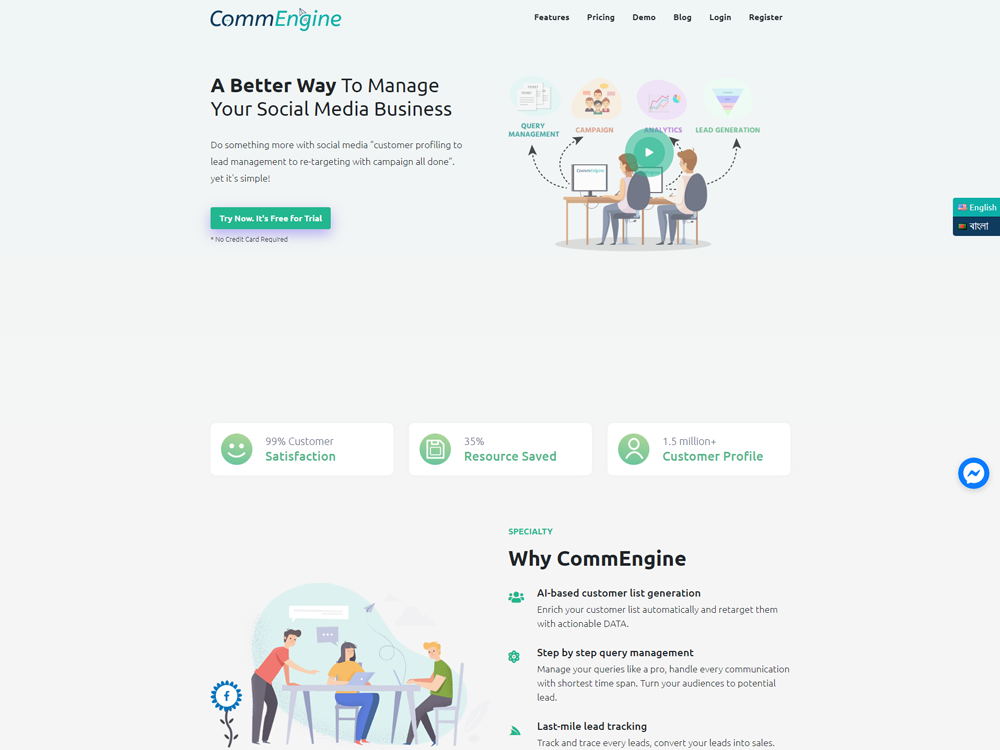 CommEngine
Features Pricing Demo Blog Login Register
A Better Way To Manage
Your Social Media Business
Do something more with social media "customer profiling to
lead management to re-targeting with campaign all done".
yet it's simple!
Try Now. It's Free for Trial
* No Credit Card Required
QUERY
MANAGEMENT
CAMPAIGN
ANALYTICS
LEAD GENERATION
CommEngine
English
বাংলা
99% Customer
Satisfaction
35%
Resource Saved
1.5 million+
Customer Profile
SPECIALTY
Why CommEngine
AI-based customer list generation
Enrich your customer list automatically and retarget them
with actionable DATA.
Step by step query management
Manage your queries like a pro, handle every communication
with shortest time span. Turn your audiences to potential
lead.
Last-mile lead tracking
Track and trace every leads, convert your leads into sales.